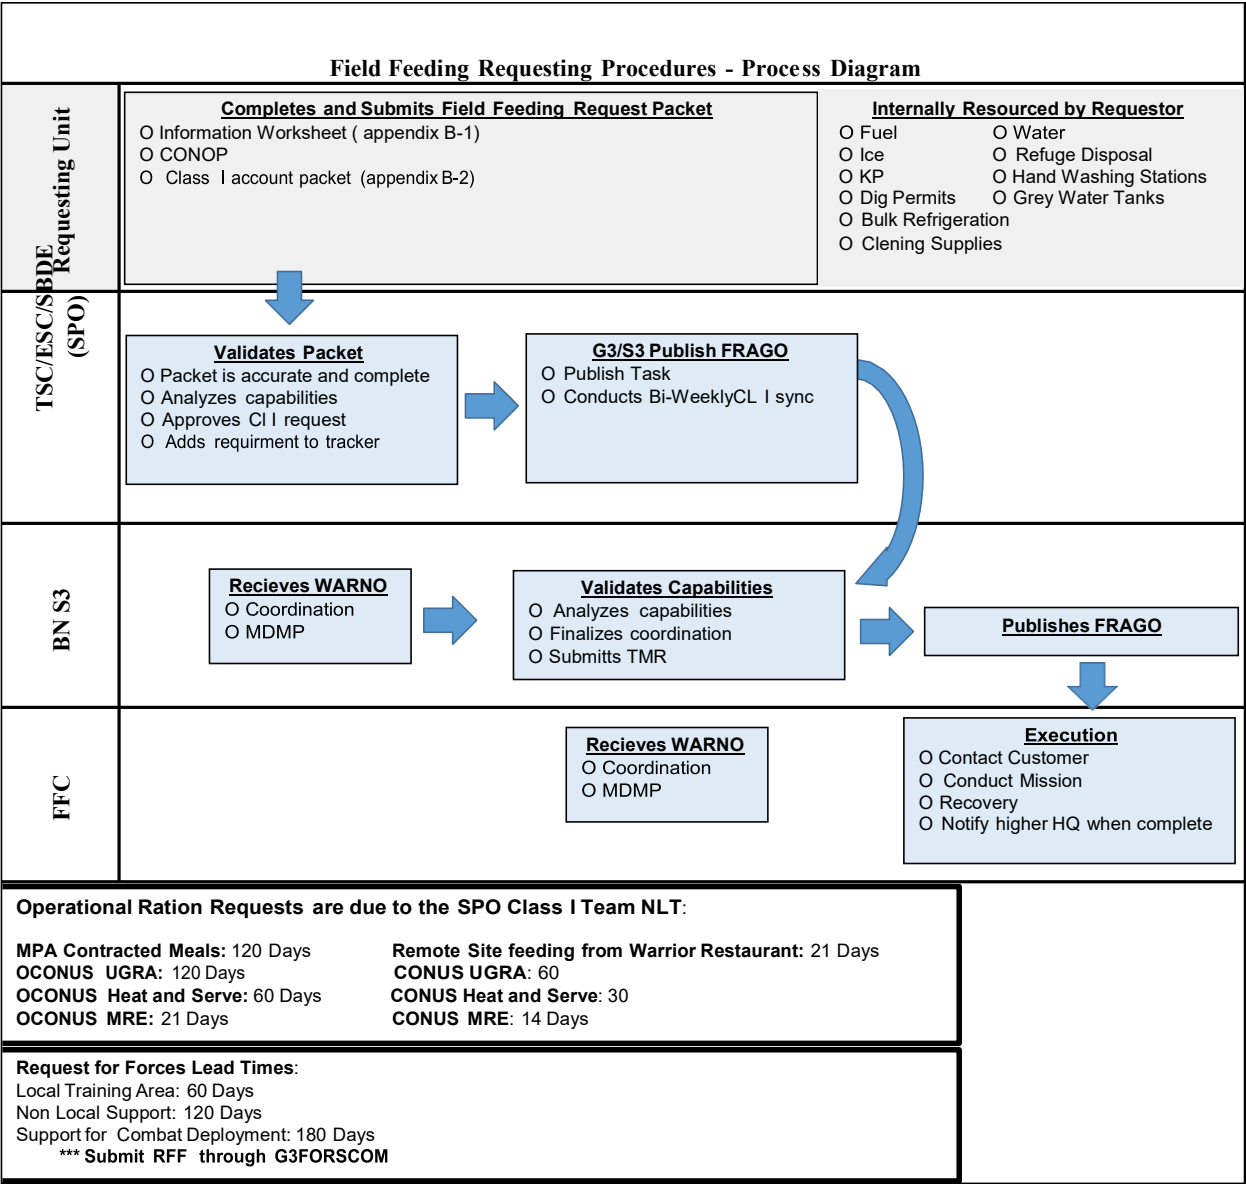 Field Feeding Requesting Procedures - Process Diagram
Requesting Unit
Completes and Submits Field Feeding Request Packet
O Information Worksheet ( appendix B-1)
O CONOP
O Class I account packet (appendix B-2)
Internally Resourced by Requestor
O Fuel O Water
O Ice O Refuge Disposal
O KP O Hand Washing Stations
O Dig Permits O Grey Water Tanks
O Bulk Refrigeration
O Clening Supplies
TSC/ESC/SBDE
(SPO)
Validates Packet
O Packet is accurate and complete
O Analyzes capabilities
O Approves Cl I request
O Adds requirment to tracker
G3/S3 Publish FRAGO
O Publish Task
O Conducts Bi-WeeklyCL I sync
BN S3
Recieves WARNO
O Coordination
O MDMP
Validates Capabilities
O Analyzes capabilities
O Finalizes coordination
O Submitts TMR
Publishes FRAGO
FFC
Recieves WARNO
O Coordination
O MDMP
Execution
O Contact Customer
O Conduct Mission
O Recovery
O Notify higher HQ when complete
Operational Ration Requests are due to the SPO Class I Team NLT:
MPA Contracted Meals: 120 Days Remote Site feeding from Warrior Restaurant: 21 Days
OCONUS UGRA: 120 Days CONUS UGRA: 60
OCONUS Heat and Serve: 60 Days CONUS Heat and Serve: 30
OCONUS MRE: 21 Days CONUS MRE: 14 Days
Request for Forces Lead Times:
Local Training Area: 60 Days
Non Local Support: 120 Days
Support for Combat Deployment: 180 Days
*** Submit RFF through G3FORSCOM